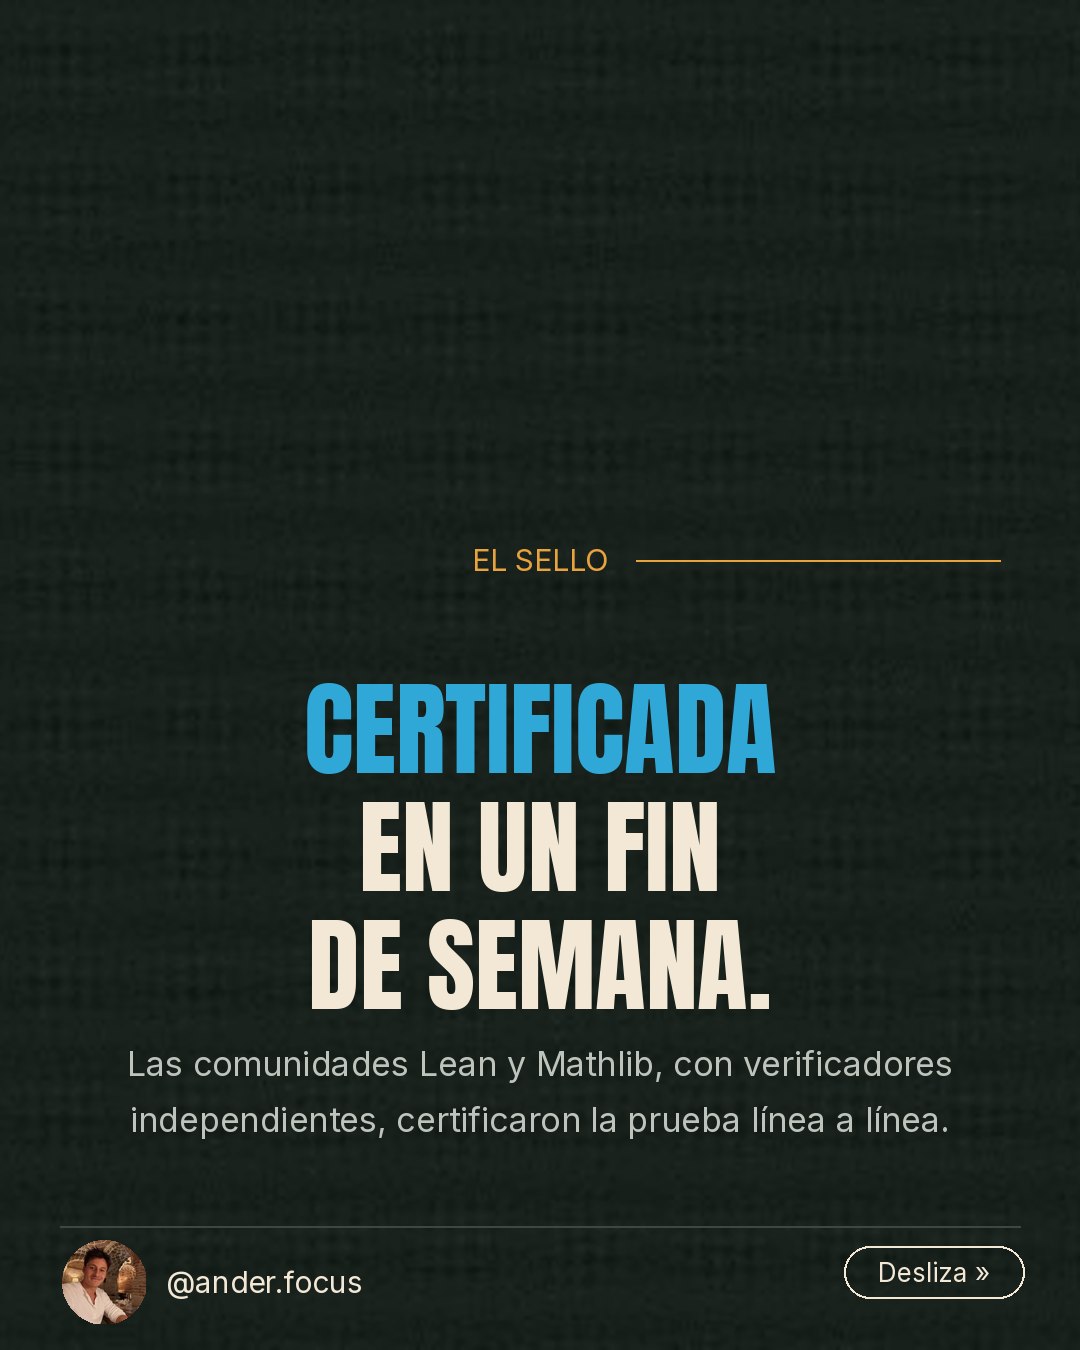 EL SELLO
CERTIFICADA
EN UN FIN
DE SEMANA.
Las comunidades Lean y Mathlib, con verificadores
independientes, certificaron la prueba línea a línea.
@ander.focus
Desliza »